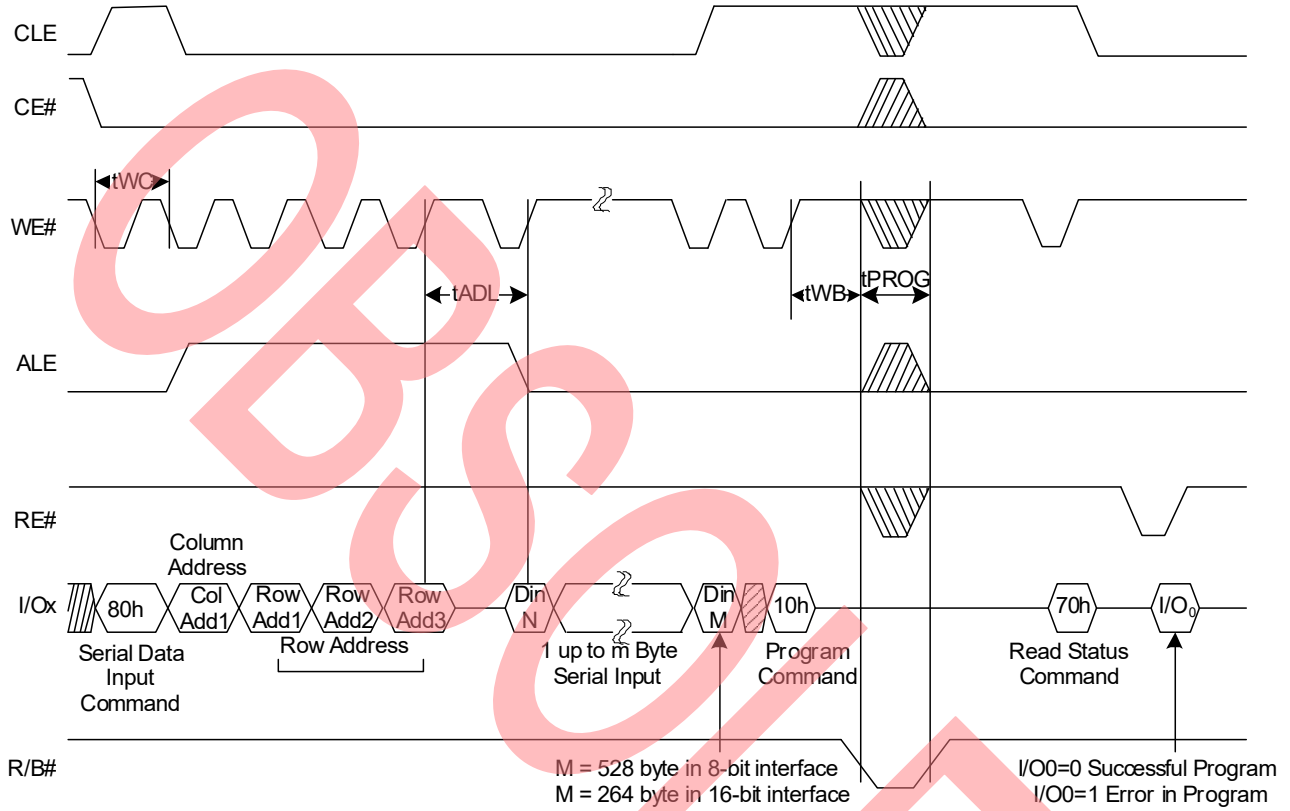 CLE
CE#
tWC
WE#
tADL
tWB
tPROG
ALE
RE#
Column
Address
I/Ox
80h
Col
Add1
Row
Add1
Row
Add2
Row
Add3
Din
N
Din
M
10h
70h
I/O₀
Serial Data
Input
Command
Row Address
1 up to m Byte
Serial Input
Program
Command
Read Status
Command
R/B#
M = 528 byte in 8-bit interface
M = 264 byte in 16-bit interface
I/O0=0 Successful Program
I/O0=1 Error in Program